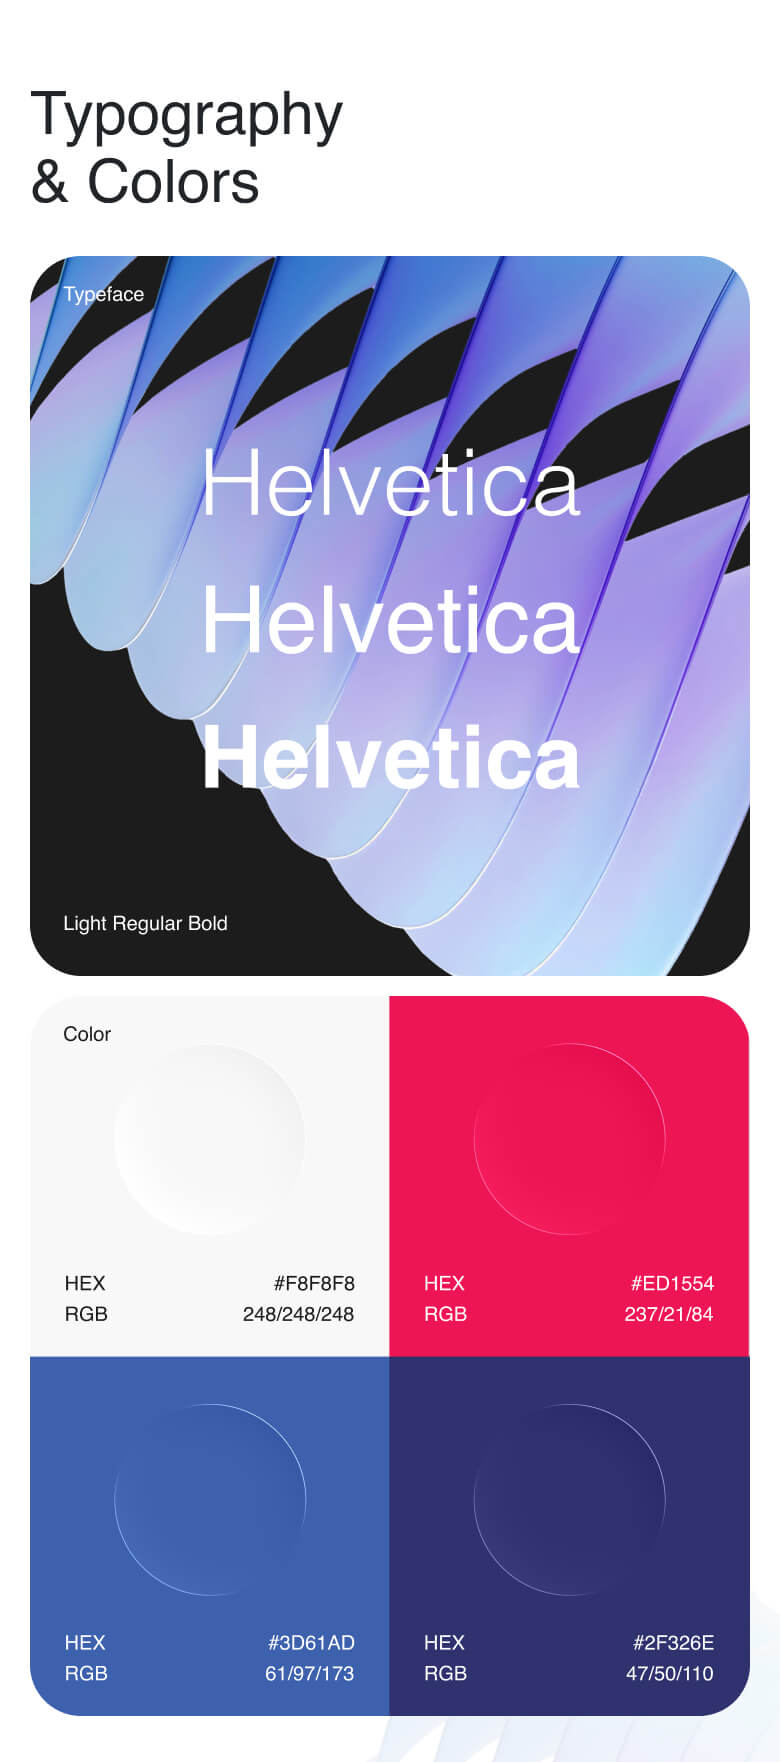 Typography
& Colors
Typeface
Helvetica
Helvetica
Helvetica
Light Regular Bold
Color
HEX #F8F8F8
RGB 248/248/248
HEX #ED1554
RGB 237/21/84
HEX #3D61AD
RGB 61/97/173
HEX #2F326E
RGB 47/50/110